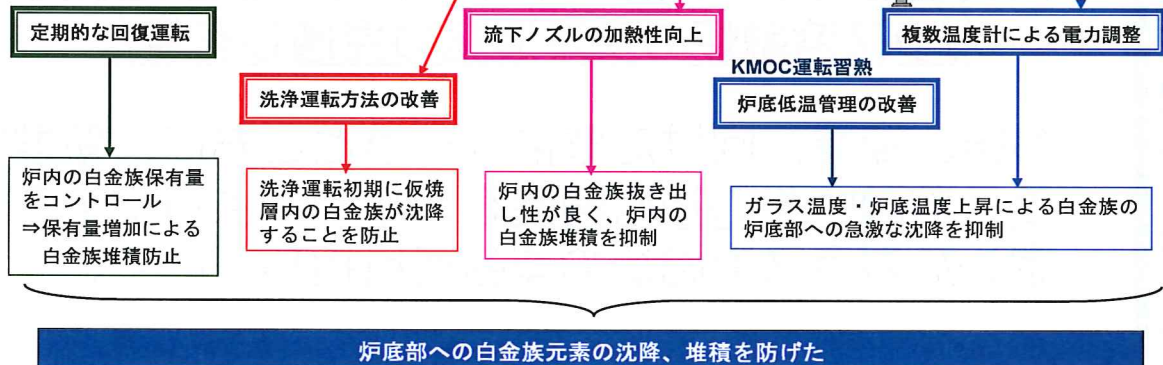 定期的な回復運転
流下ノズルの加熱性向上
複数温度計による電力調整
KMOC運転習熟
洗浄運転方法の改善
炉底低温管理の改善
炉内の白金族保有量
をコントロール
⇒保有量増加による
白金族堆積防止
洗浄運転初期に仮焼
層内の白金族が沈降
することを防止
炉内の白金族抜き出
し性が良く、炉内の
白金族堆積を抑制
ガラス温度・炉底温度上昇による白金族の
炉底部への急激な沈降を抑制
炉底部への白金族元素の沈降、堆積を防げた